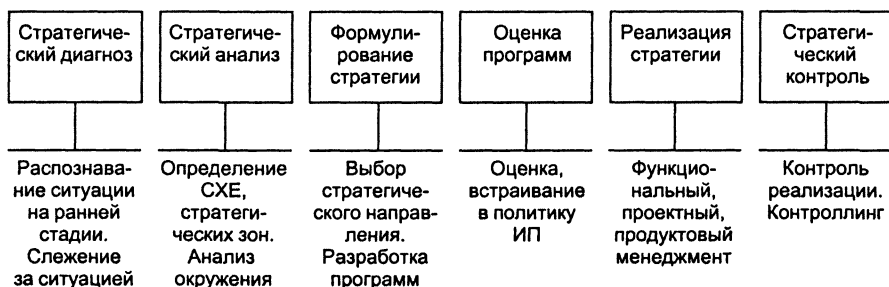 Стратегиче-
ский диагноз
Стратегиче-
ский анализ
Формули-
рование
стратегии
Оценка
программ
Реализация
стратегии
Стратеги-
ческий
контроль
Распознава-
ние ситуации
на ранней
стадии.
Слежение
за ситуацией
Определение
СХЕ,
стратеги-
ческих зон.
Анализ
окружения
Выбор
стратегиче-
ского направ-
ления.
Разработка
программ
Оценка,
встраивание
в политику
ИП
Функцио-
нальный,
проектный,
продуктовый
менеджмент
Контроль
реализации.
Контроллинг